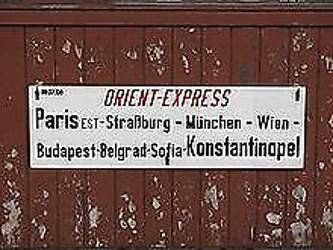 ORIENT-EXPRESS
Paris EST-Straßburg - München - Wien -
Budapest-Belgrad-Sofia-Konstantinopel